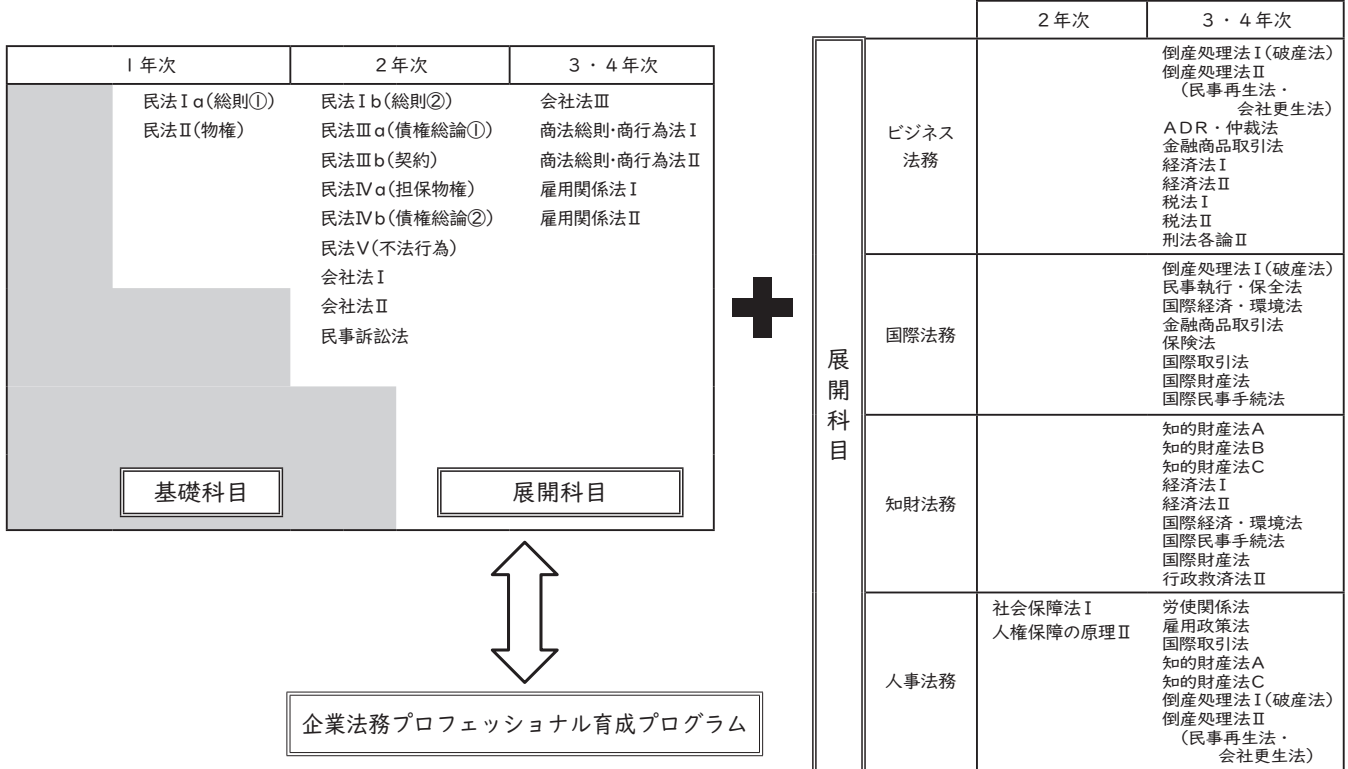 1年次
2年次
3・4年次
民法Ⅰa(総則①)
民法Ⅱ(物権)
民法Ⅰb(総則②)
民法Ⅲa(債権総論①)
民法Ⅲb(契約)
民法Ⅳa(担保物権)
民法Ⅳb(債権総論②)
民法Ⅴ(不法行為)
会社法Ⅰ
会社法Ⅱ
民事訴訟法
会社法Ⅲ
商法総則・商行為法Ⅰ
商法総則・商行為法Ⅱ
雇用関係法Ⅰ
雇用関係法Ⅱ
基礎科目
展開科目
企業法務プロフェッショナル育成プログラム
2年次
3・4年次
展開科目
ビジネス
法務
倒産処理法Ⅰ(破産法)
倒産処理法Ⅱ
(民事再生法・
会社更生法)
ADR・仲裁法
金融商品取引法
経済法Ⅰ
経済法Ⅱ
税法Ⅰ
税法Ⅱ
刑法各論Ⅱ
国際法務
倒産処理法Ⅰ(破産法)
民事執行・保全法
国際経済・環境法
金融商品取引法
保険法
国際取引法
国際財産法
国際民事手続法
知財法務
知的財産法A
知的財産法B
知的財産法C
経済法Ⅰ
経済法Ⅱ
国際経済・環境法
国際民事手続法
国際財産法
行政救済法Ⅱ
人事法務
社会保障法Ⅰ
人権保障の原理Ⅱ
労使関係法
雇用政策法
国際取引法
知的財産法A
知的財産法C
倒産処理法Ⅰ(破産法)
倒産処理法Ⅱ
(民事再生法・
会社更生法)